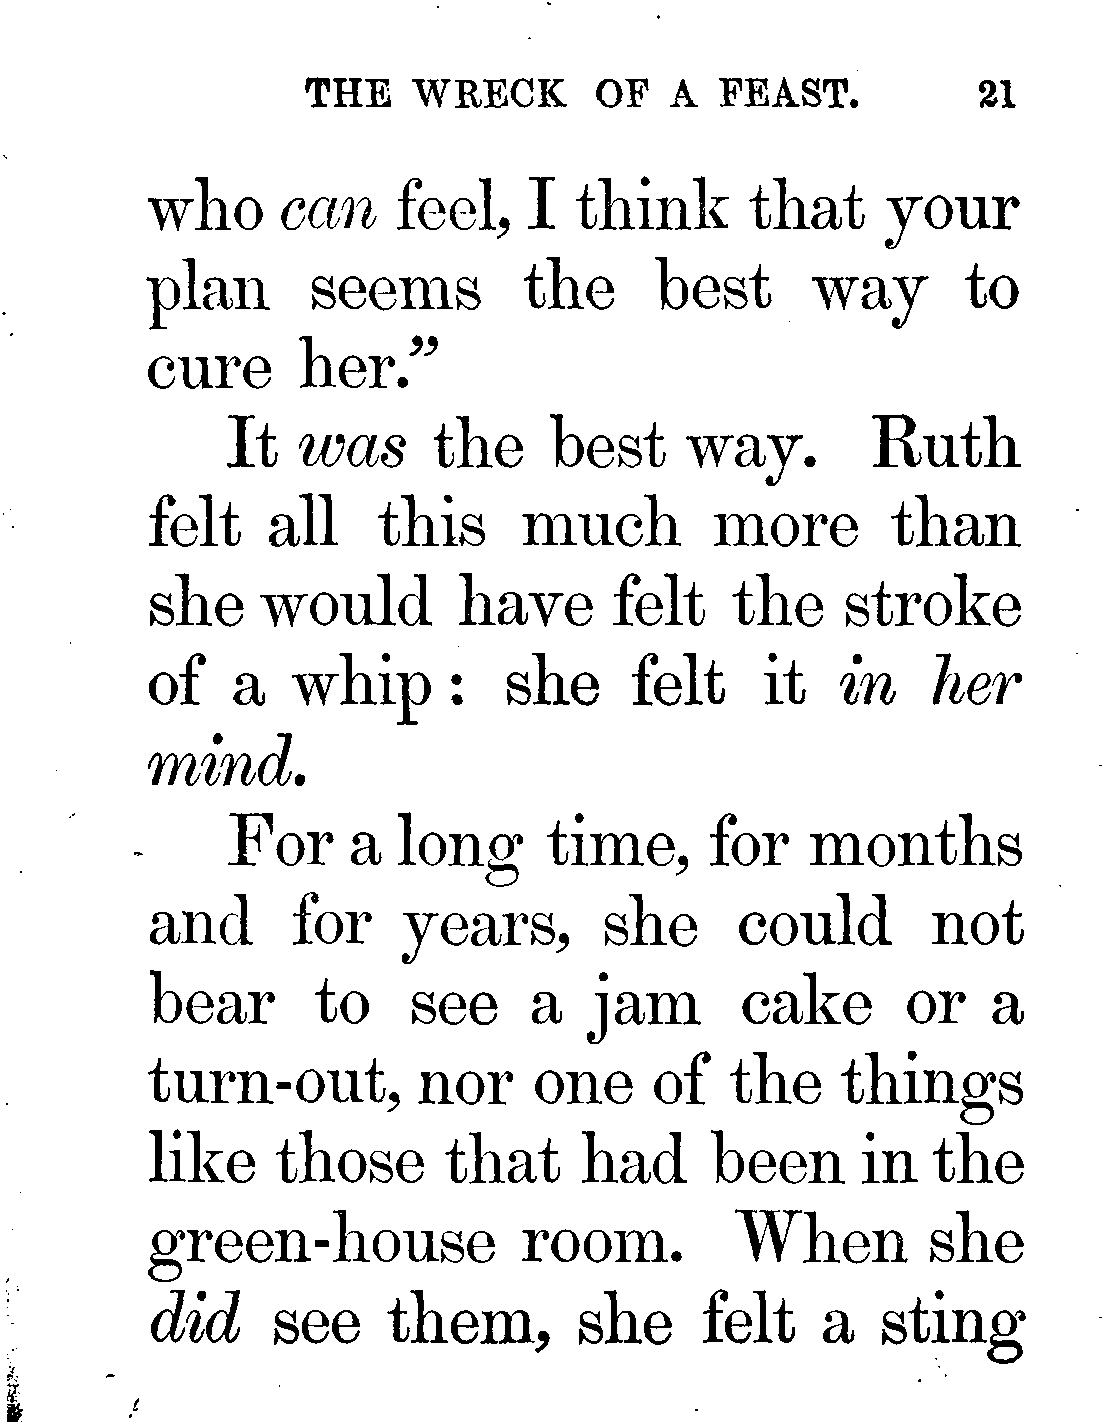 THE WRECK OF A FEAST. 21
who can feel, I think that your
plan seems the best way to
cure her.”
It was the best way. Ruth
felt all this much more than
she would have felt the stroke
of a whip: she felt it in her
mind.
For a long time, for months
and for years, she could not
bear to see a jam cake or a
turn-out, nor one of the things
like those that had been in the
green-house room. When she
did see them, she felt a sting